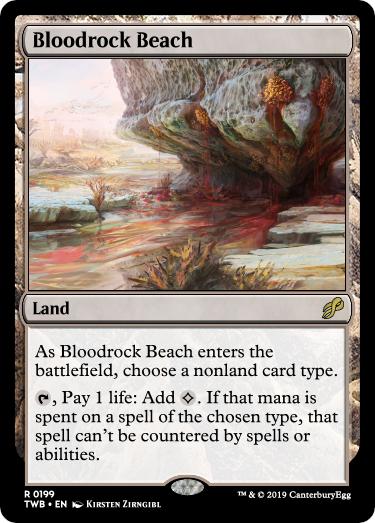 Bloodrock Beach
Land
As Bloodrock Beach enters the
battlefield, choose a nonland card type.
, Pay 1 life: Add . If that mana is
spent on a spell of the chosen type, that
spell can't be countered by spells or
abilities.
R 0199
TWB • EN KIRSTEN ZIRNGIBL
™ & © 2019 CanterburyEgg